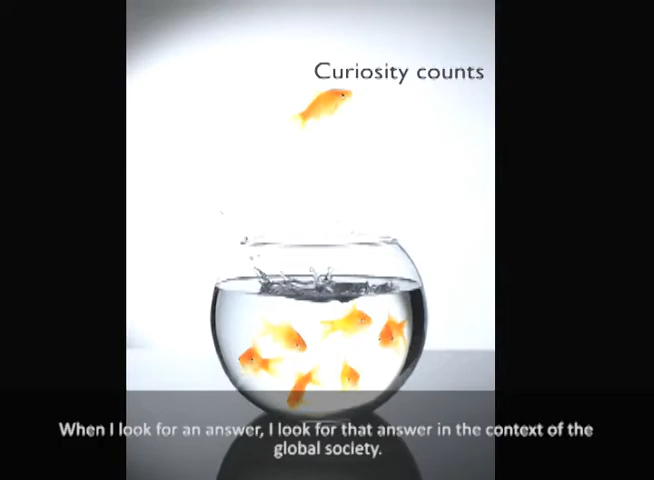 Curiosity counts
When I look for an answer, I look for that answer in the context of the
global society.